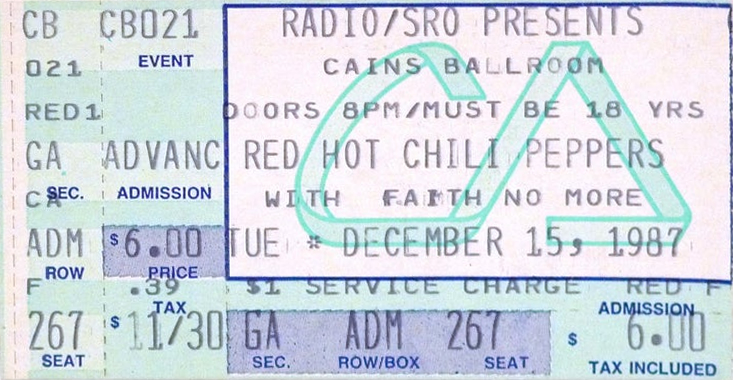 CB CB021 RADIO/SRO PRESENTS
021 EVENT CAINS BALLROOM
RED1 DOORS 8PM/MUST BE 18 YRS
GA ADVANC RED HOT CHILI PEPPERS
CA SEC. ADMISSION WITH FAITH NO MORE
ADM $6.00 TUE * DECEMBER 15, 1987
ROW PRICE
F .39 $1 SERVICE CHARGE RED F
TAX ADMISSION
267 $11/30 GA ADM 267 $ 6.00
SEAT SEC. ROW/BOX SEAT TAX INCLUDED